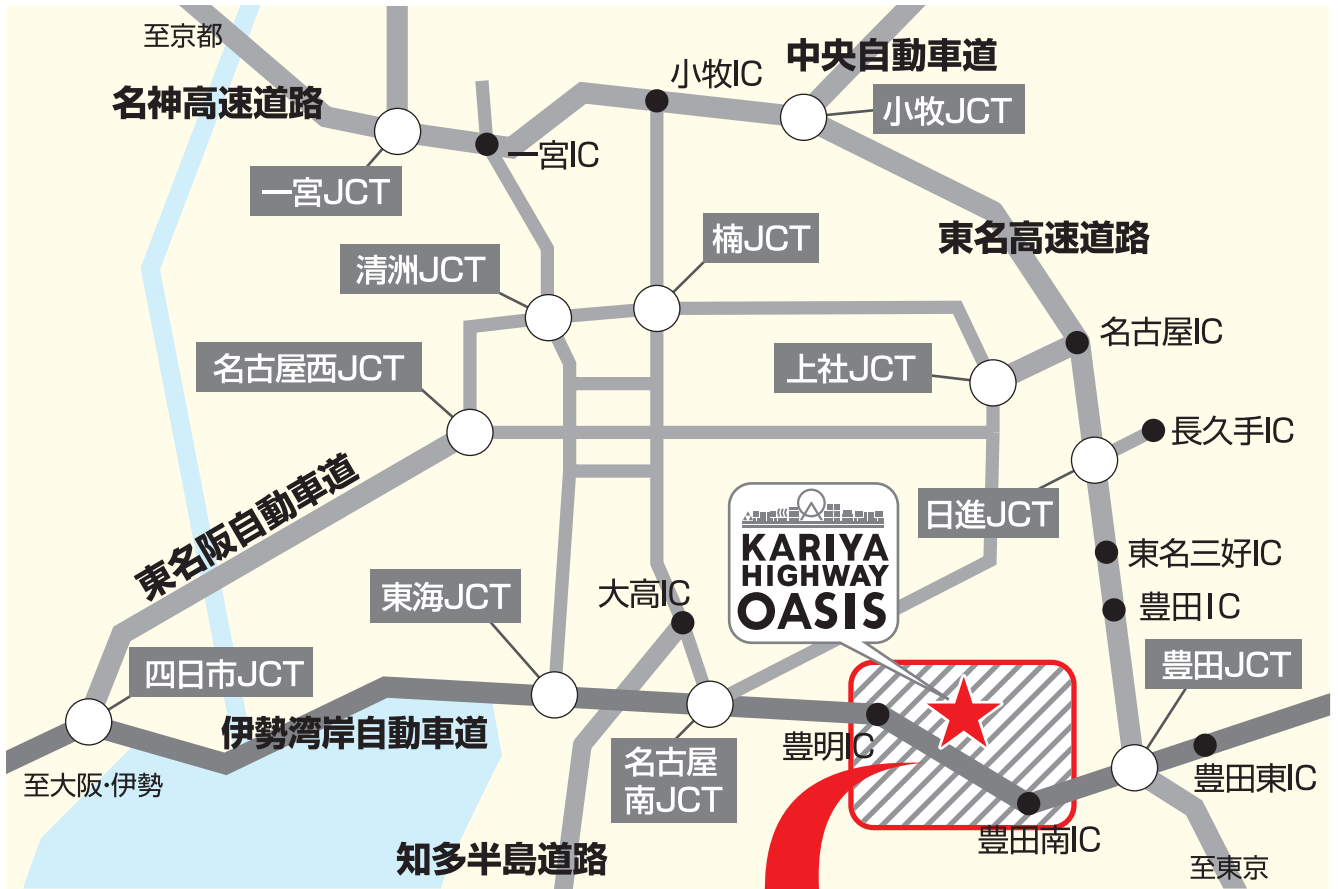 至京都
名神高速道路
一宮JCT
一宮IC
小牧IC
中央自動車道
小牧JCT
東名高速道路
清洲JCT
楠JCT
名古屋西JCT
上社JCT
名古屋IC
長久手IC
日進JCT
東名阪自動車道
KARIYA
HIGHWAY
OASIS
東名三好IC
東海JCT
大高IC
豊田IC
四日市JCT
豊田JCT
伊勢湾岸自動車道
豊明IC
名古屋
南JCT
至大阪・伊勢
豊田東IC
豊田南IC
知多半島道路
至東京